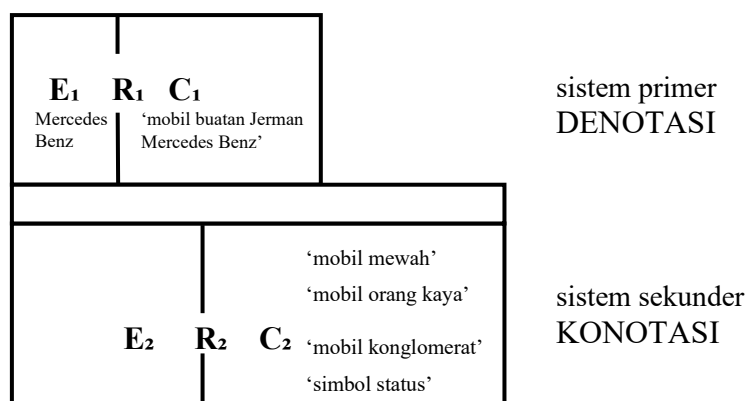 E₁ R₁ C₁
Mercedes Benz
‘mobil buatan Jerman
Mercedes Benz’
sistem primer
DENOTASI
‘mobil mewah’
‘mobil orang kaya’
E₂ R₂ C₂
‘mobil konglomerat’
‘simbol status’
sistem sekunder
KONOTASI